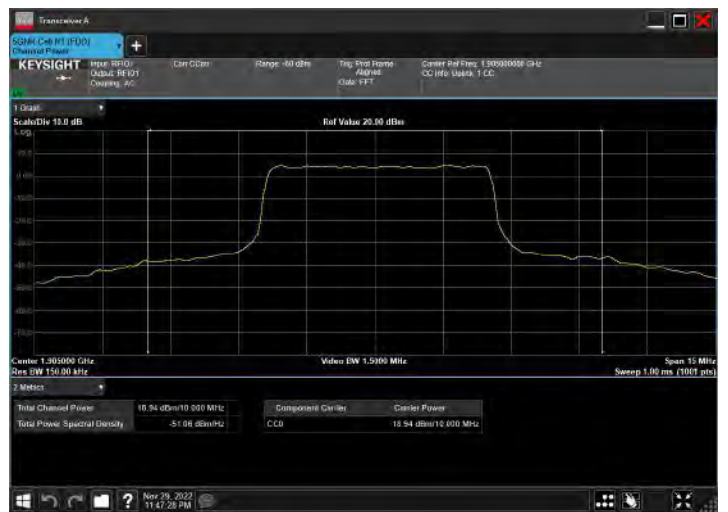 Transceiver A
5GNR Cell N1 (FDD)
Channel Power
KEYSIGHT
Input: RFIO1
Output: RFIO1
Coupling: AC
Corr CCorr
Range: -60 dBm
Trig: Prdt Frame
Aligned
Gate: FFT
Carrier Ref Freq: 1.905000000 GHz
CC Info: Uplink, 1 CC
1 Graph
Scale/Div 10.0 dB
Ref Value 20.00 dBm
Log
Center 1.905000 GHz
Video BW 1.5000 MHz
Span 15 MHz
Res BW 150.00 kHz
Sweep 1.00 ms (1001 pts)
2 Metrics
Total Channel Power
18.94 dBm/10.000 MHz
Total Power Spectral Density
-51.06 dBm/Hz
Component Carrier
Carrier Power
CC0
18.94 dBm/10.000 MHz
Nov 29, 2022
11:47:28 PM